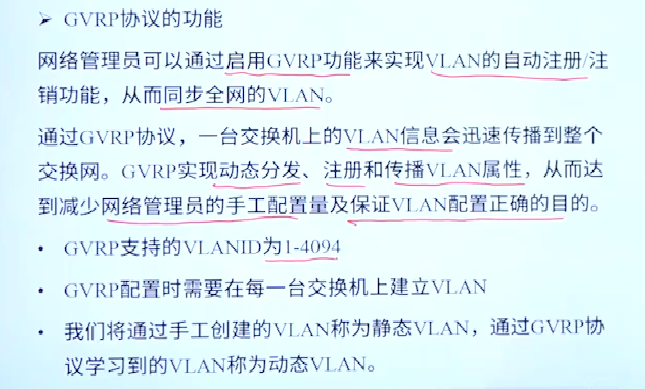 ➤ GVRP协议的功能
网络管理员可以通过启用GVRP功能来实现VLAN的自动注册/注
销功能，从而同步全网的VLAN。
通过GVRP协议，一台交换机上的VLAN信息会迅速传播到整个
交换网。GVRP实现动态分发、注册和传播VLAN属性，从而达
到减少网络管理员的手工配置量及保证VLAN配置正确的目的。
• GVRP支持的VLANID为1-4094
• GVRP配置时需要在每一台交换机上建立VLAN
• 我们将通过手工创建的VLAN称为静态VLAN，通过GVRP协
议学习到的VLAN称为动态VLAN。